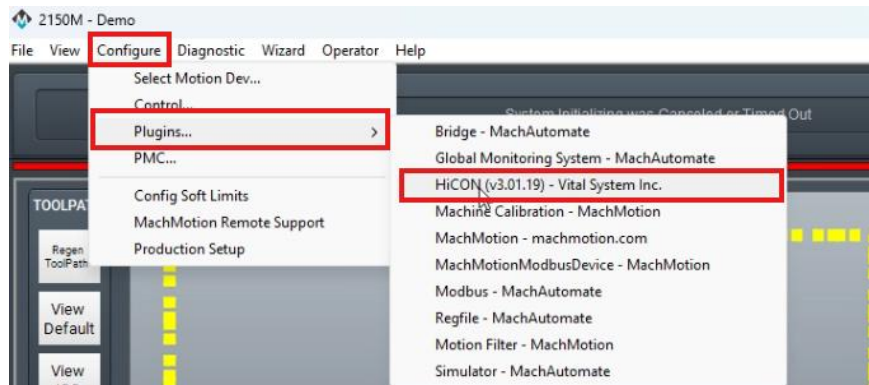 2150M - Demo
File View Configure Diagnostic Wizard Operator Help
Select Motion Dev...
Control...
Plugins... >
PMC...
Config Soft Limits
MachMotion Remote Support
Production Setup
System Initializing was Canceled or Timed Out
Bridge - MachAutomate
Global Monitoring System - MachAutomate
HiCON (v3.01.19) - Vital System Inc.
Machine Calibration - MachMotion
MachMotion - machmotion.com
MachMotionModbusDevice - MachMotion
Modbus - MachAutomate
Regfile - MachAutomate
Motion Filter - MachMotion
Simulator - MachAutomate
TOOLPA
Regen
ToolPath
View
Default
View